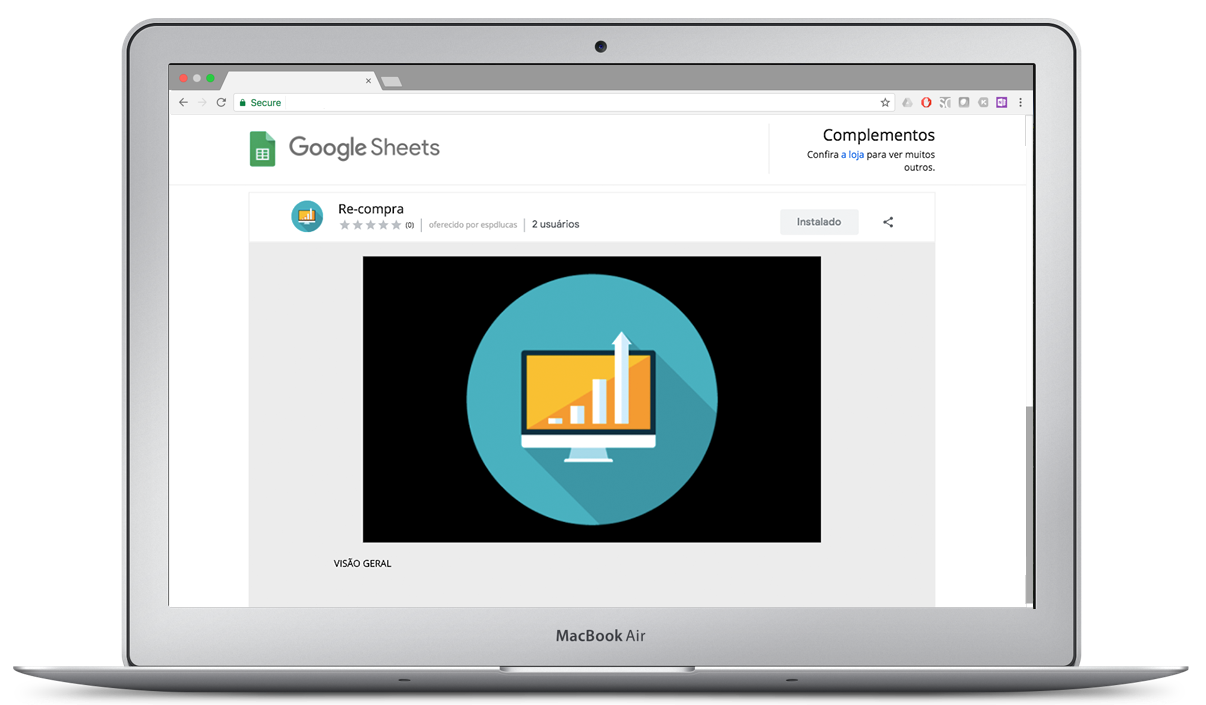 Secure
Google Sheets
Complementos
Confira a loja para ver muitos
outros.
Re-compra
(0) oferecido por espdlucas 2 usuários
Instalado
VISÃO GERAL
MacBook Air